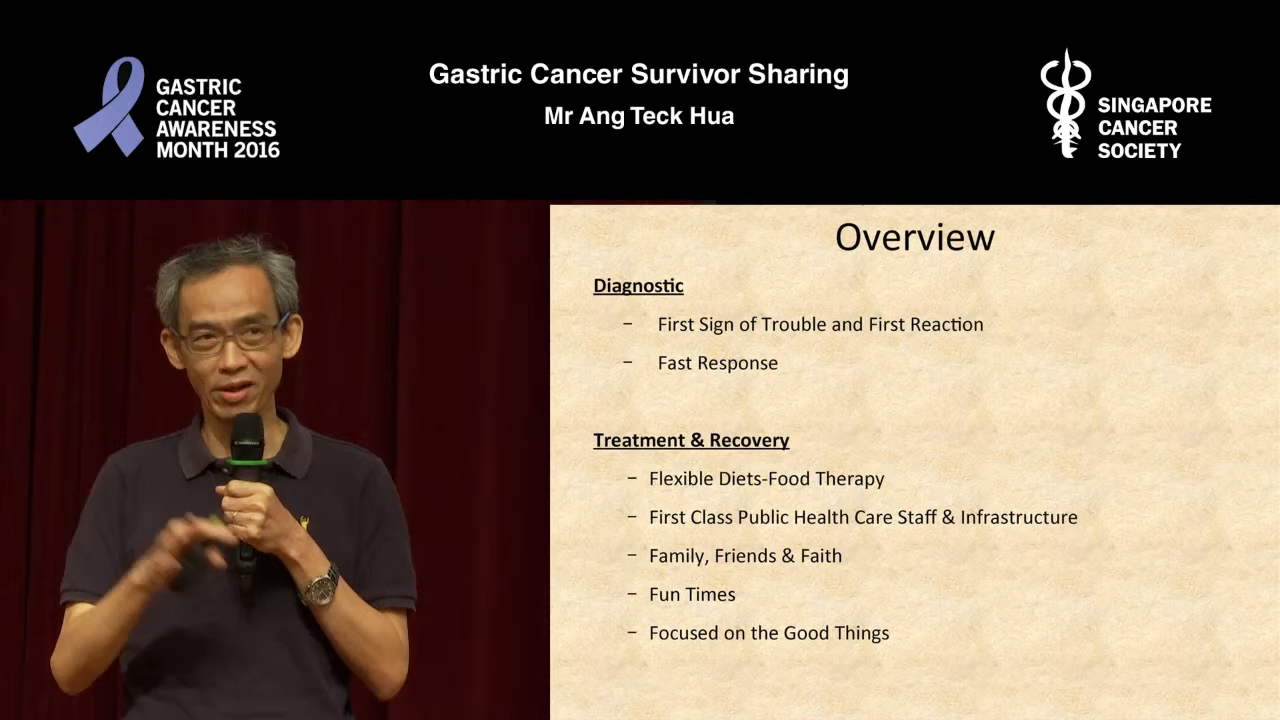 GASTRIC
CANCER
AWARENESS
MONTH 2016
Gastric Cancer Survivor Sharing
Mr Ang Teck Hua
SINGAPORE
CANCER
SOCIETY
Overview
Diagnostic
– First Sign of Trouble and First Reaction
– Fast Response
Treatment & Recovery
– Flexible Diets-Food Therapy
– First Class Public Health Care Staff & Infrastructure
– Family, Friends & Faith
– Fun Times
– Focused on the Good Things